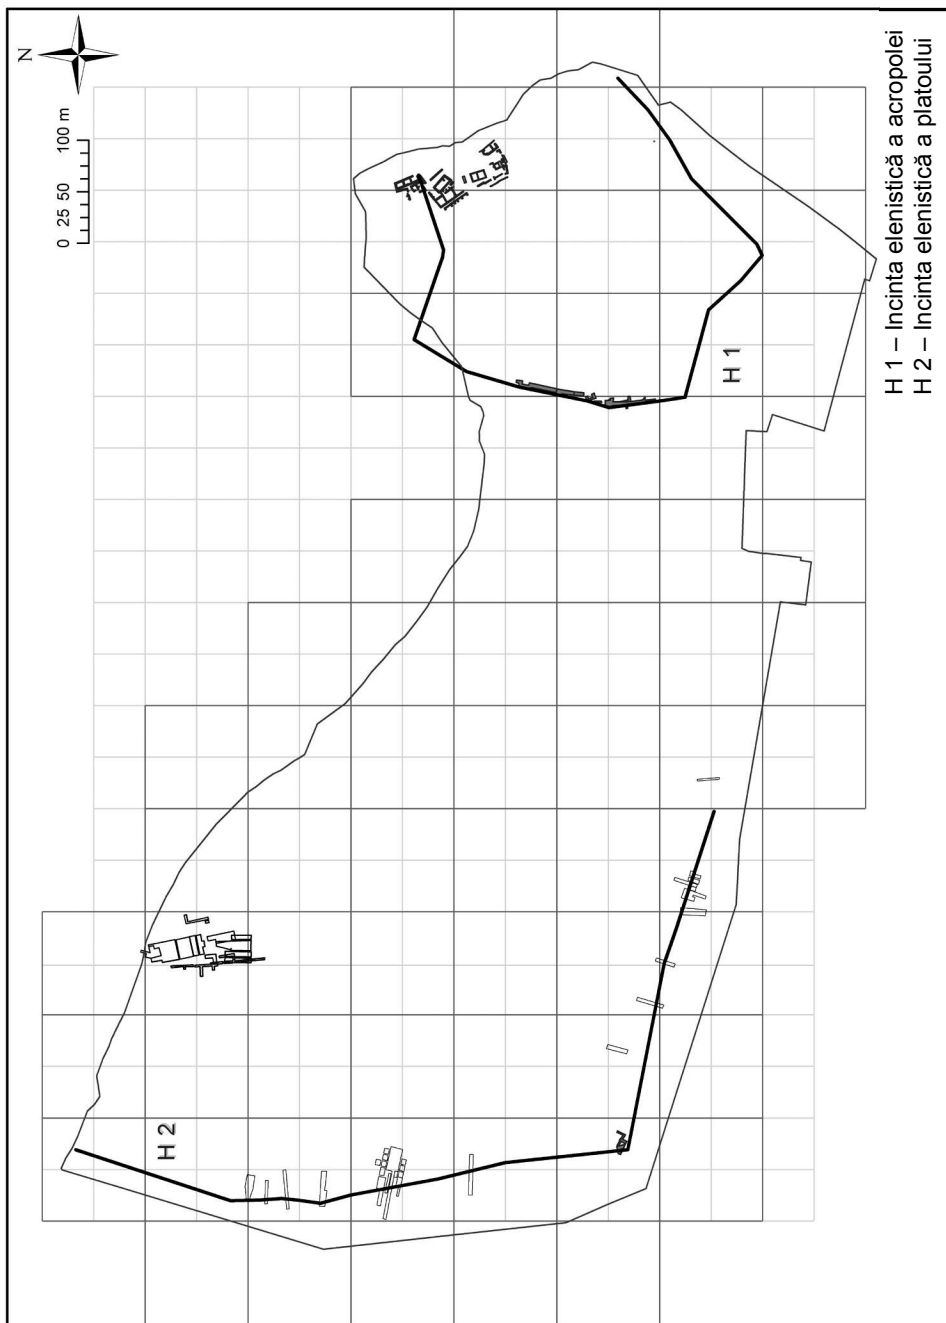 N
0 25 50 100 m
H 1
H 2
H 1 – Incinta elenistică a acropolei
H 2 – Incinta elenistică a platoului